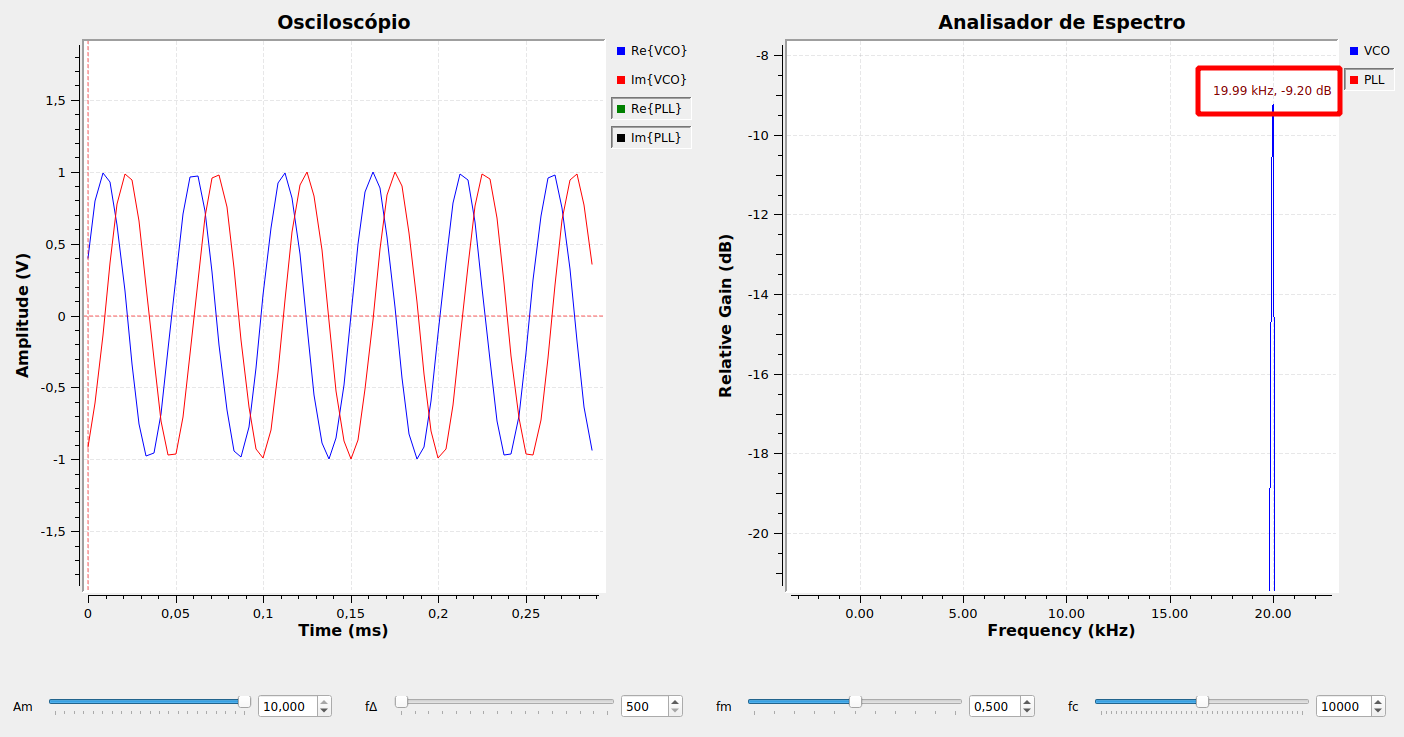 Osciloscópio
Analisador de Espectro
Re{VCO}
Im{VCO}
Re{PLL}
Im{PLL}
VCO
PLL
19.99 kHz, -9.20 dB
Amplitude (V)
1,5
1
0,5
0
-0,5
-1
-1,5
0
0,05
0,1
0,15
0,2
0,25
Time (ms)
Relative Gain (dB)
-8
-10
-12
-14
-16
-18
-20
0.00
5.00
10.00
15.00
20.00
Frequency (kHz)
Am
10,000
fΔ
500
fm
0,500
fc
10000